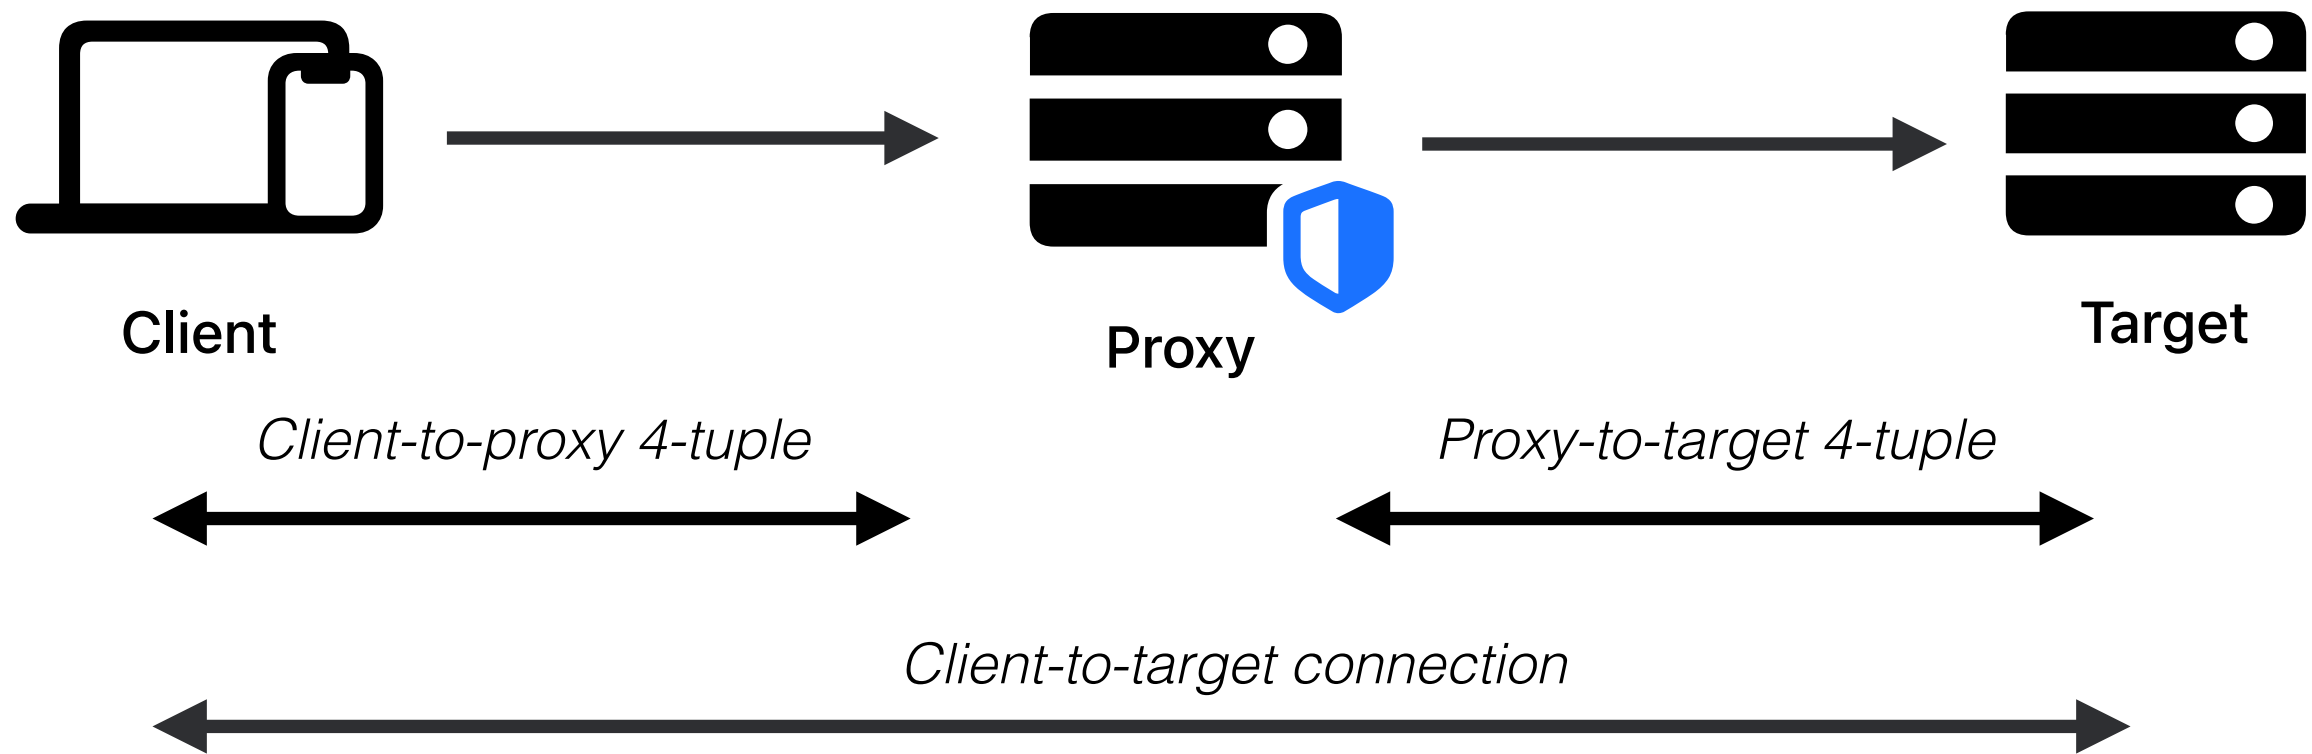 Client
Proxy
Target
Client-to-proxy 4-tuple
Proxy-to-target 4-tuple
Client-to-target connection